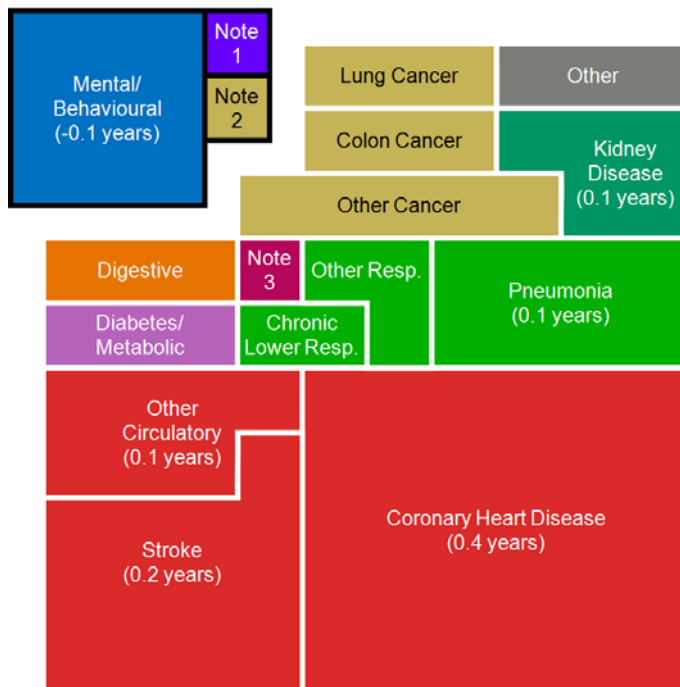 Mental/
Behavioural
(-0.1 years)
Note
1
Note
2
Lung Cancer
Other
Colon Cancer
Kidney
Disease
(0.1 years)
Other Cancer
Digestive
Note
3
Other Resp.
Pneumonia
(0.1 years)
Diabetes/
Metabolic
Chronic
Lower Resp.
Other
Circulatory
(0.1 years)
Coronary Heart Disease
(0.4 years)
Stroke
(0.2 years)